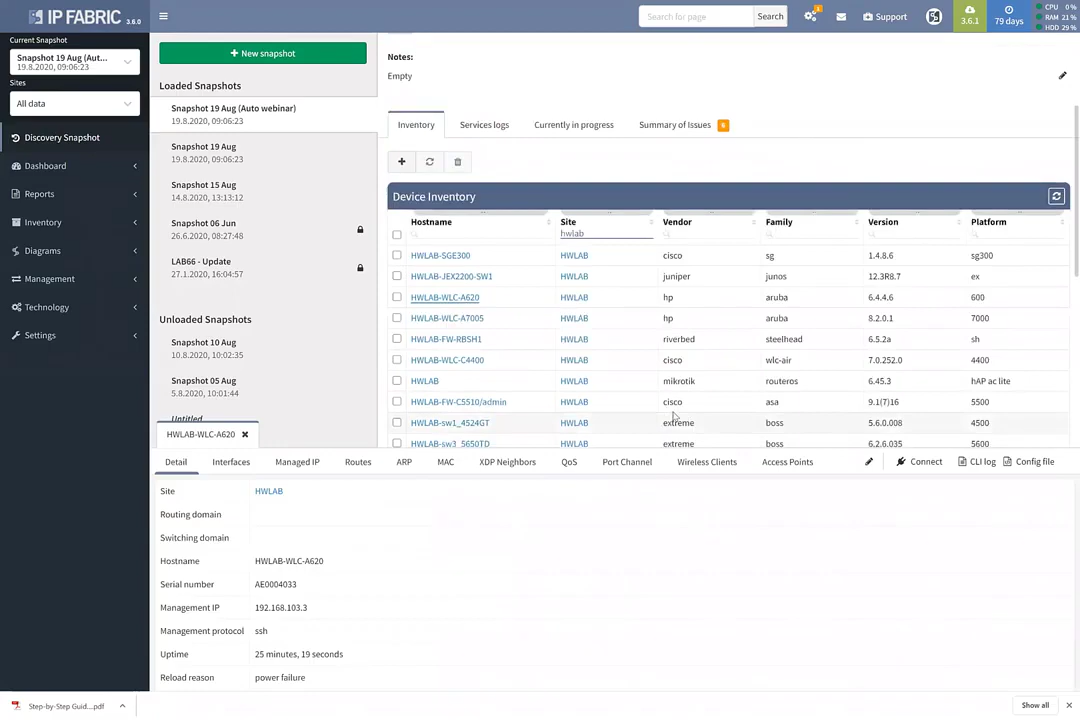 IP FABRIC 3.6.0
Search for page
Search
1
Support
3.6.1
79 days
CPU 0%
RAM 21%
HDD 29%
Current Snapshot
Snapshot 19 Aug (Aut...
19.8.2020, 09:06:23
Sites
All data
Discovery Snapshot
Dashboard
Reports
Inventory
Diagrams
Management
Technology
Settings
+ New snapshot
Loaded Snapshots
Snapshot 19 Aug (Auto webinar)
19.8.2020, 09:06:23
Snapshot 19 Aug
19.8.2020, 09:06:23
Snapshot 15 Aug
14.8.2020, 13:13:12
Snapshot 06 Jun
26.6.2020, 08:27:48
LAB66 - Update
27.1.2020, 16:04:57
Unloaded Snapshots
Snapshot 10 Aug
10.8.2020, 10:02:35
Snapshot 05 Aug
5.8.2020, 10:01:44
Untitled
Notes:
Empty
Inventory Services logs Currently in progress Summary of Issues
Device Inventory
Hostname Site Vendor Family Version Platform
hwlab
HWLAB-SGE300 HWLAB cisco sg 1.4.8.6 sg300
HWLAB-JEX2200-SW1 HWLAB juniper junos 12.3R8.7 ex
HWLAB-WLC-A620 HWLAB hp aruba 6.4.4.6 600
HWLAB-WLC-A7005 HWLAB hp aruba 8.2.0.1 7000
HWLAB-FW-RBSH1 HWLAB riverbed steelhead 6.5.2a sh
HWLAB-WLC-C4400 HWLAB cisco wlc-air 7.0.252.0 4400
HWLAB HWLAB mikrotik routeros 6.45.3 hAP ac lite
HWLAB-FW-C5510/admin HWLAB cisco asa 9.1(7)16 5500
HWLAB-sw1_4524GT HWLAB extreme boss 5.6.0.008 4500
HWLAB-sw3_5650TD HWLAB extreme boss 6.2.6.035 5600
HWLAB-WLC-A620
Detail Interfaces Managed IP Routes ARP MAC XDP Neighbors QoS Port Channel Wireless Clients Access Points Connect CLI log Config file
Site HWLAB
Routing domain
Switching domain
Hostname HWLAB-WLC-A620
Serial number AE0004033
Management IP 192.168.103.3
Management protocol ssh
Uptime 25 minutes, 19 seconds
Reload reason power failure
Step-by-Step Guid....pdf
Show all